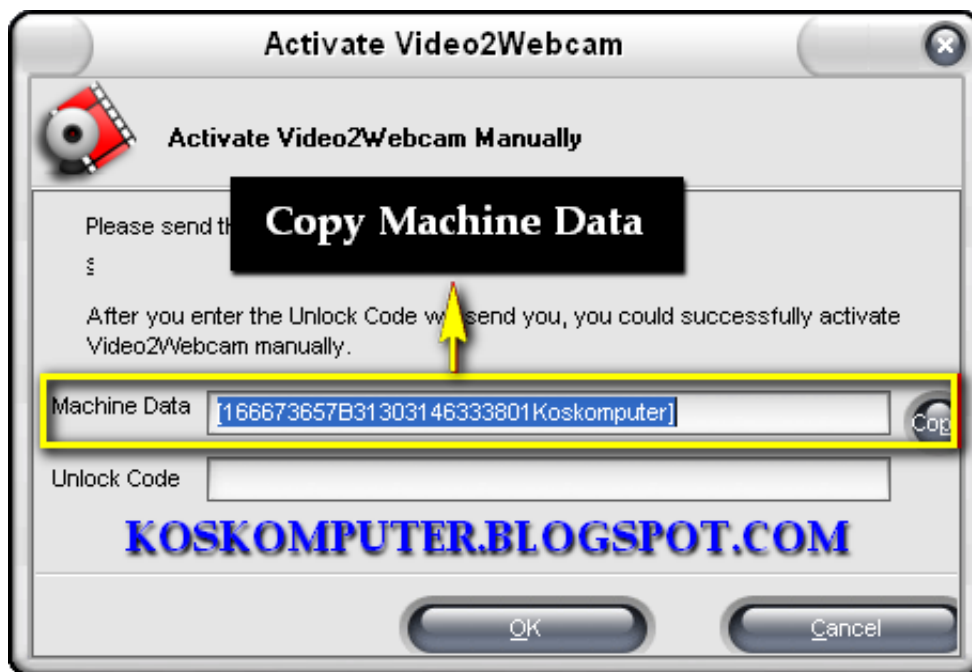 Activate Video2Webcam
Activate Video2Webcam Manually
Copy Machine Data
Please send
After you enter the Unlock Code send you, you could successfully activate
Video2Webcam manually.
Machine Data [166673657B31303146333801Koskomputer] Cop
Unlock Code
KOSKOMPUTER.BLOGSPOT.COM
OK Cancel